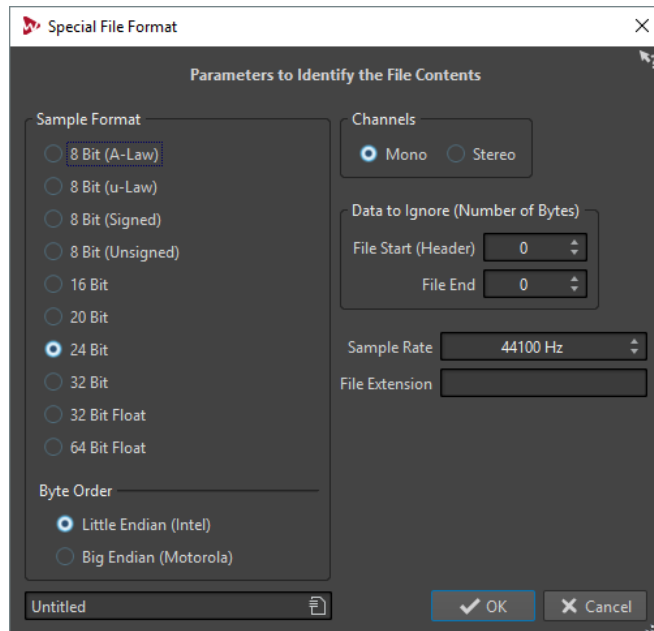 Special File Format
Parameters to Identify the File Contents
Sample Format
8 Bit (A-Law)
8 Bit (u-Law)
8 Bit (Signed)
8 Bit (Unsigned)
16 Bit
20 Bit
24 Bit
32 Bit
32 Bit Float
64 Bit Float
Byte Order
Little Endian (Intel)
Big Endian (Motorola)
Channels
Mono Stereo
Data to Ignore (Number of Bytes)
File Start (Header) 0
File End 0
Sample Rate 44100 Hz
File Extension
Untitled
OK Cancel